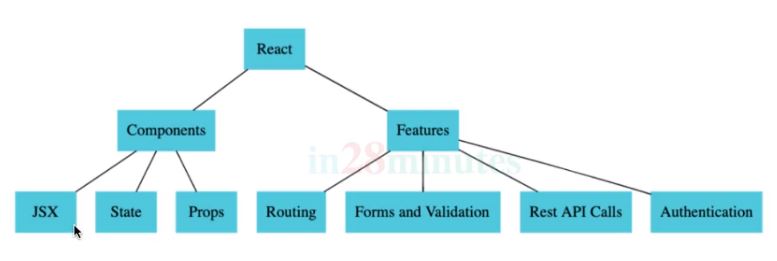 React
Components
Features
in28minutes
JSX
State
Props
Routing
Forms and Validation
Rest API Calls
Authentication